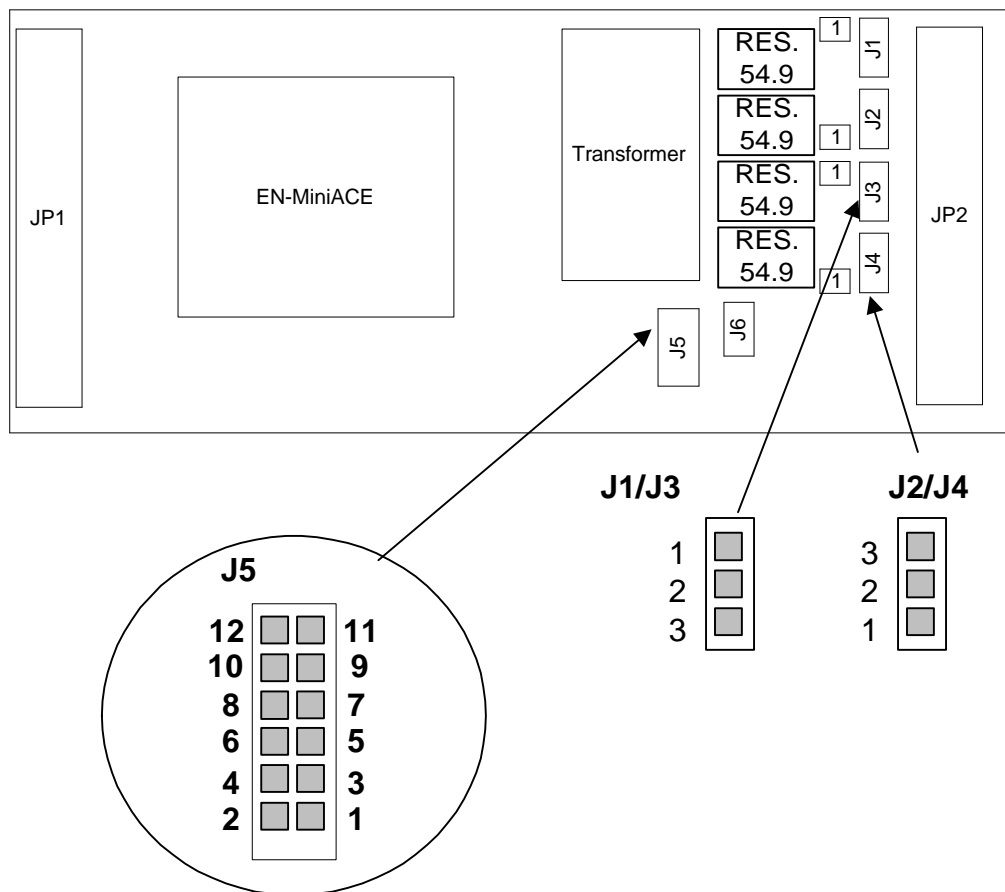 JP1
EN-MiniACE
Transformer
RES.
54.9
RES.
54.9
RES.
54.9
RES.
54.9
1
1
1
1
J1
J2
J3
J4
JP2
J5
J6
J1/J3
1
2
3
J2/J4
3
2
1
J5
12 11
10 9
8 7
6 5
4 3
2 1